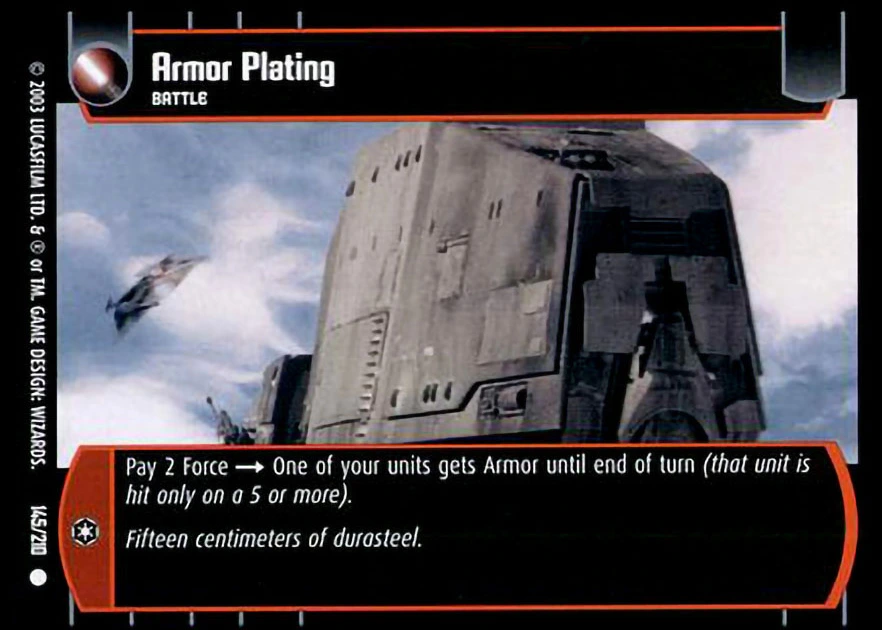 Armor Plating
BATTLE
Pay 2 Force → One of your units gets Armor until end of turn (that unit is
hit only on a 5 or more).
Fifteen centimeters of durasteel.
© 2003 LUCASFILM LTD. & ® or TM. GAME DESIGN: WIZARDS. 145/210